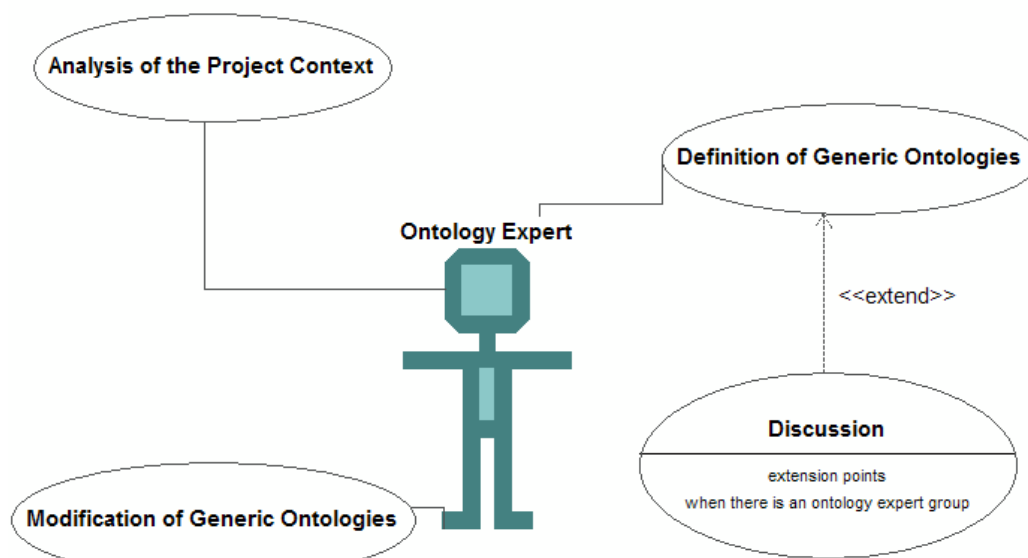 Analysis of the Project Context
Definition of Generic Ontologies
Ontology Expert
<<extend>>
Discussion
extension points
when there is an ontology expert group
Modification of Generic Ontologies